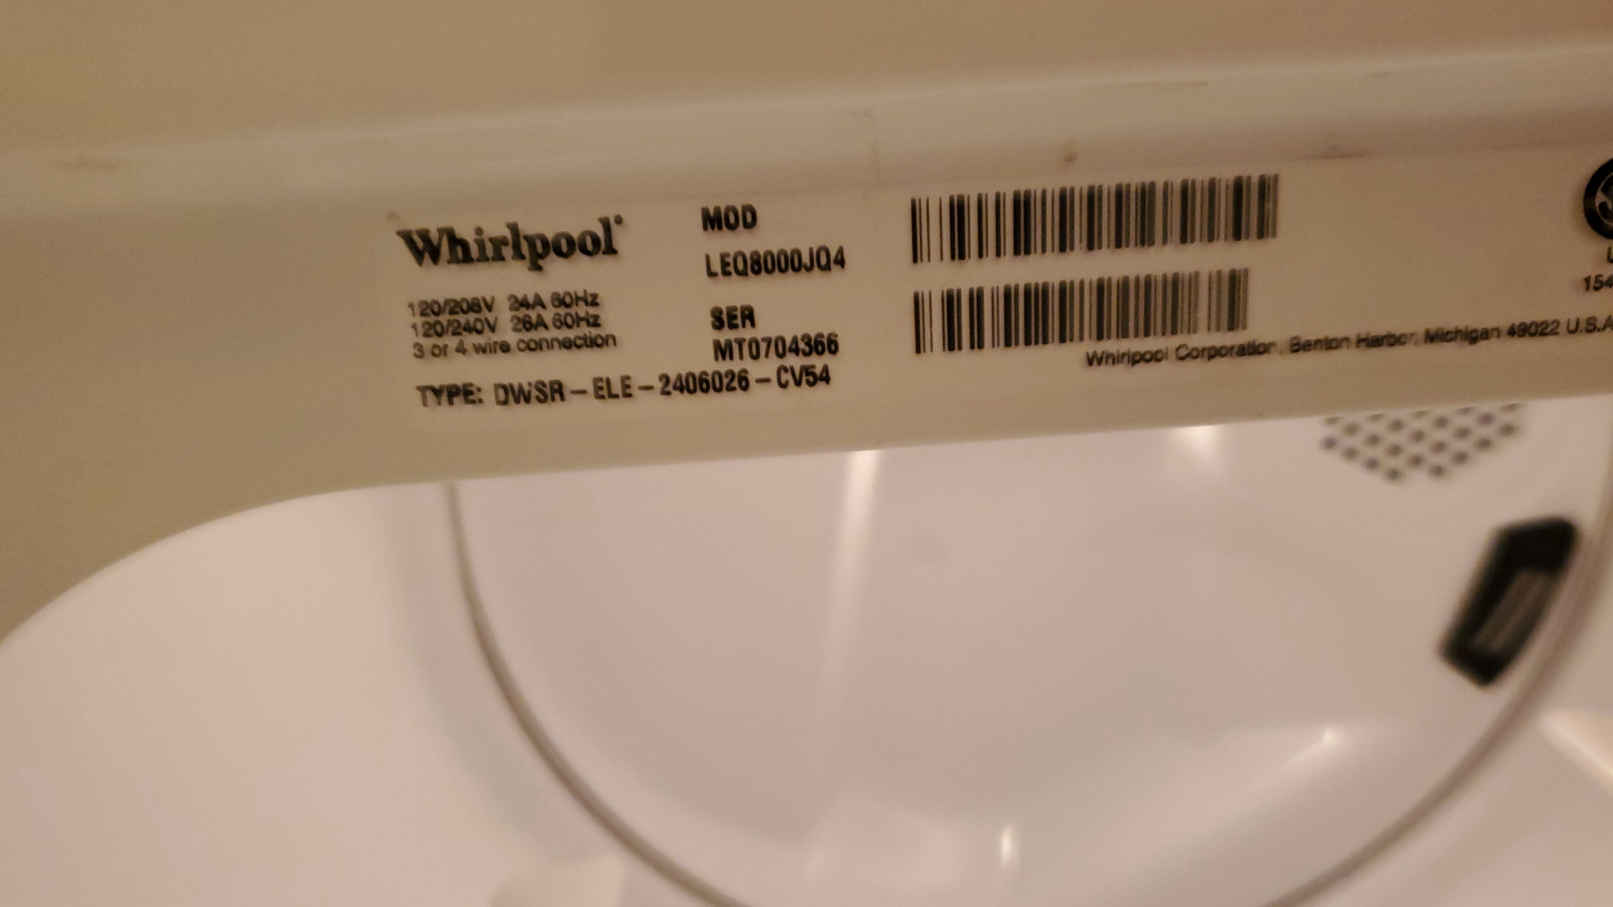 Whirlpool®
120/208V 24A 60Hz
120/240V 26A 60Hz
3 or 4 wire connection
TYPE: DWSR-ELE-2406026-CV54
MOD
LEQ8000JQ4
SER
MT0704366
Whirlpool Corporation, Benton Harbor, Michigan 49022 U.S.A
154